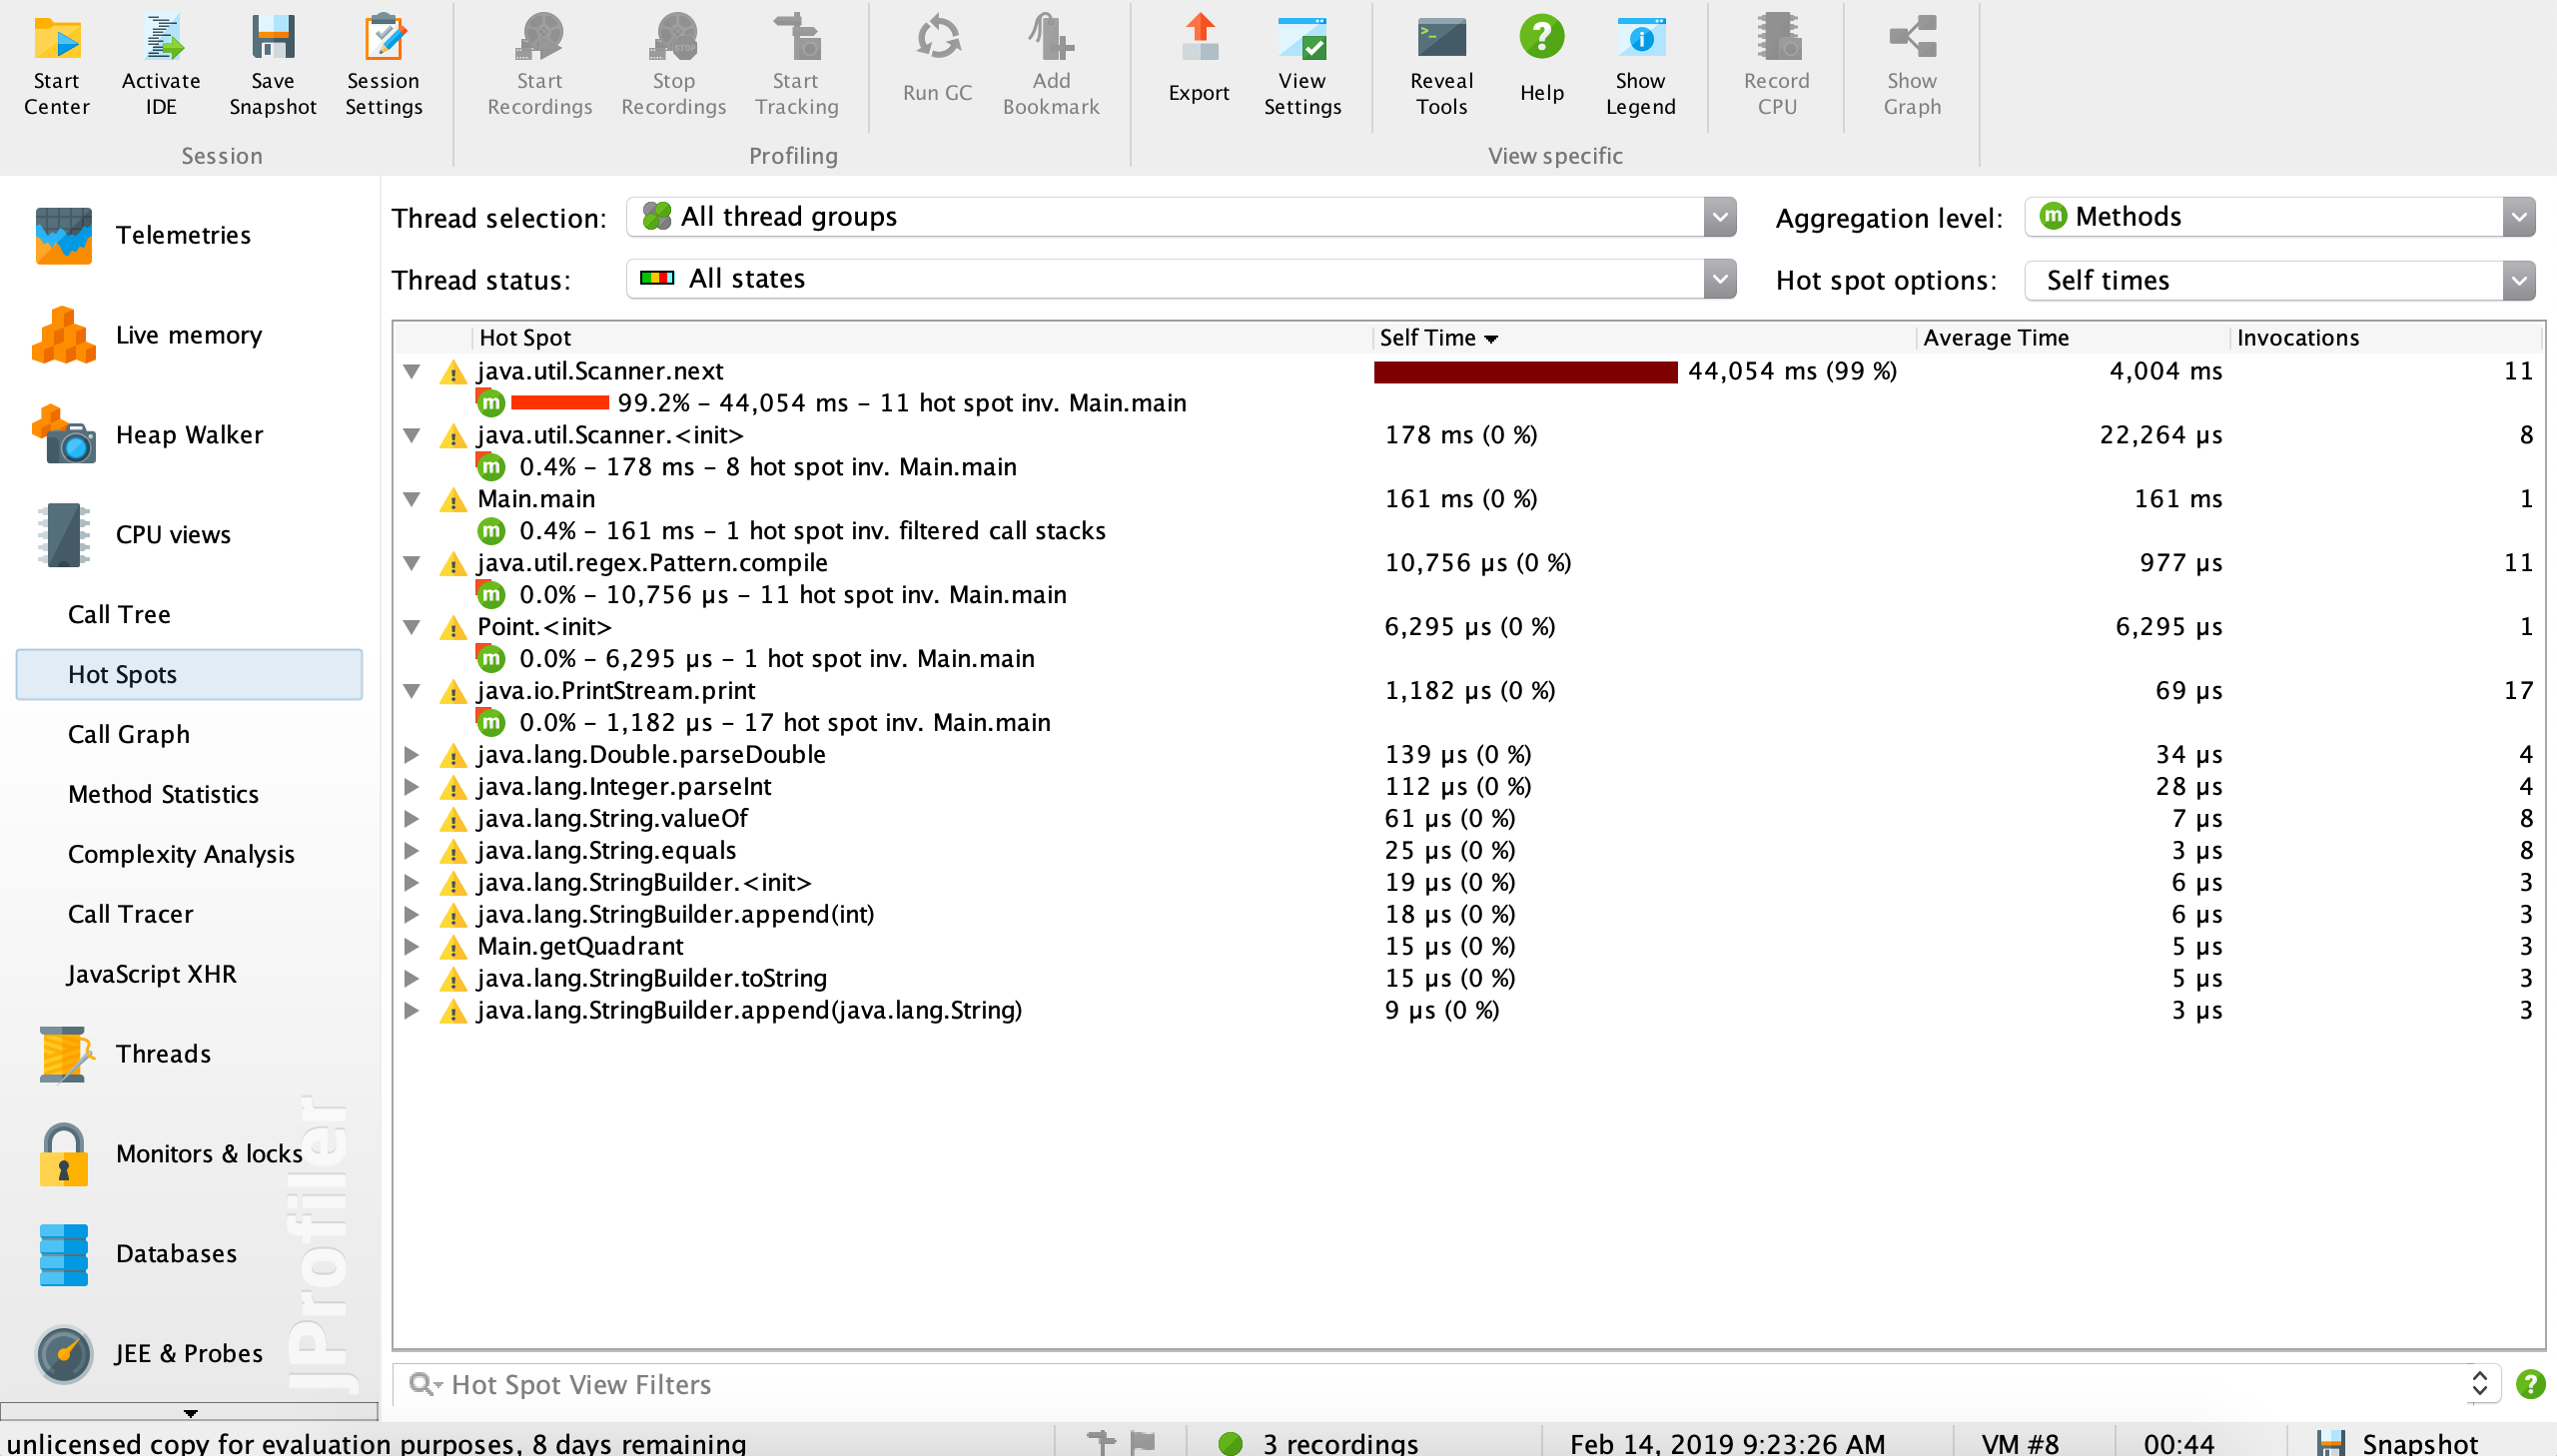 Start Center
Activate IDE
Save Snapshot
Session Settings
Start Recordings
Stop Recordings
Start Tracking
Run GC
Add Bookmark
Export
View Settings
Reveal Tools
Help
Show Legend
Record CPU
Show Graph
Session
Profiling
View specific
Telemetries
Live memory
Heap Walker
CPU views
Call Tree
Hot Spots
Call Graph
Method Statistics
Complexity Analysis
Call Tracer
JavaScript XHR
Threads
Monitors & locks
Databases
JEE & Probes
JProfiler
Thread selection: All thread groups
Aggregation level: m Methods
Thread status: All states
Hot spot options: Self times
Hot Spot Self Time Average Time Invocations
java.util.Scanner.next 44,054 ms (99 %) 4,004 ms 11
m 99.2% – 44,054 ms – 11 hot spot inv. Main.main
java.util.Scanner.<init> 178 ms (0 %) 22,264 µs 8
m 0.4% – 178 ms – 8 hot spot inv. Main.main
Main.main 161 ms (0 %) 161 ms 1
m 0.4% – 161 ms – 1 hot spot inv. filtered call stacks
java.util.regex.Pattern.compile 10,756 µs (0 %) 977 µs 11
m 0.0% – 10,756 µs – 11 hot spot inv. Main.main
Point.<init> 6,295 µs (0 %) 6,295 µs 1
m 0.0% – 6,295 µs – 1 hot spot inv. Main.main
java.io.PrintStream.print 1,182 µs (0 %) 69 µs 17
m 0.0% – 1,182 µs – 17 hot spot inv. Main.main
java.lang.Double.parseDouble 139 µs (0 %) 34 µs 4
java.lang.Integer.parseInt 112 µs (0 %) 28 µs 4
java.lang.String.valueOf 61 µs (0 %) 7 µs 8
java.lang.String.equals 25 µs (0 %) 3 µs 8
java.lang.StringBuilder.<init> 19 µs (0 %) 6 µs 3
java.lang.StringBuilder.append(int) 18 µs (0 %) 6 µs 3
Main.getQuadrant 15 µs (0 %) 5 µs 3
java.lang.StringBuilder.toString 15 µs (0 %) 5 µs 3
java.lang.StringBuilder.append(java.lang.String) 9 µs (0 %) 3 µs 3
Hot Spot View Filters
unlicensed copy for evaluation purposes, 8 days remaining
3 recordings
Feb 14, 2019 9:23:26 AM
VM #8
00:44
Snapshot